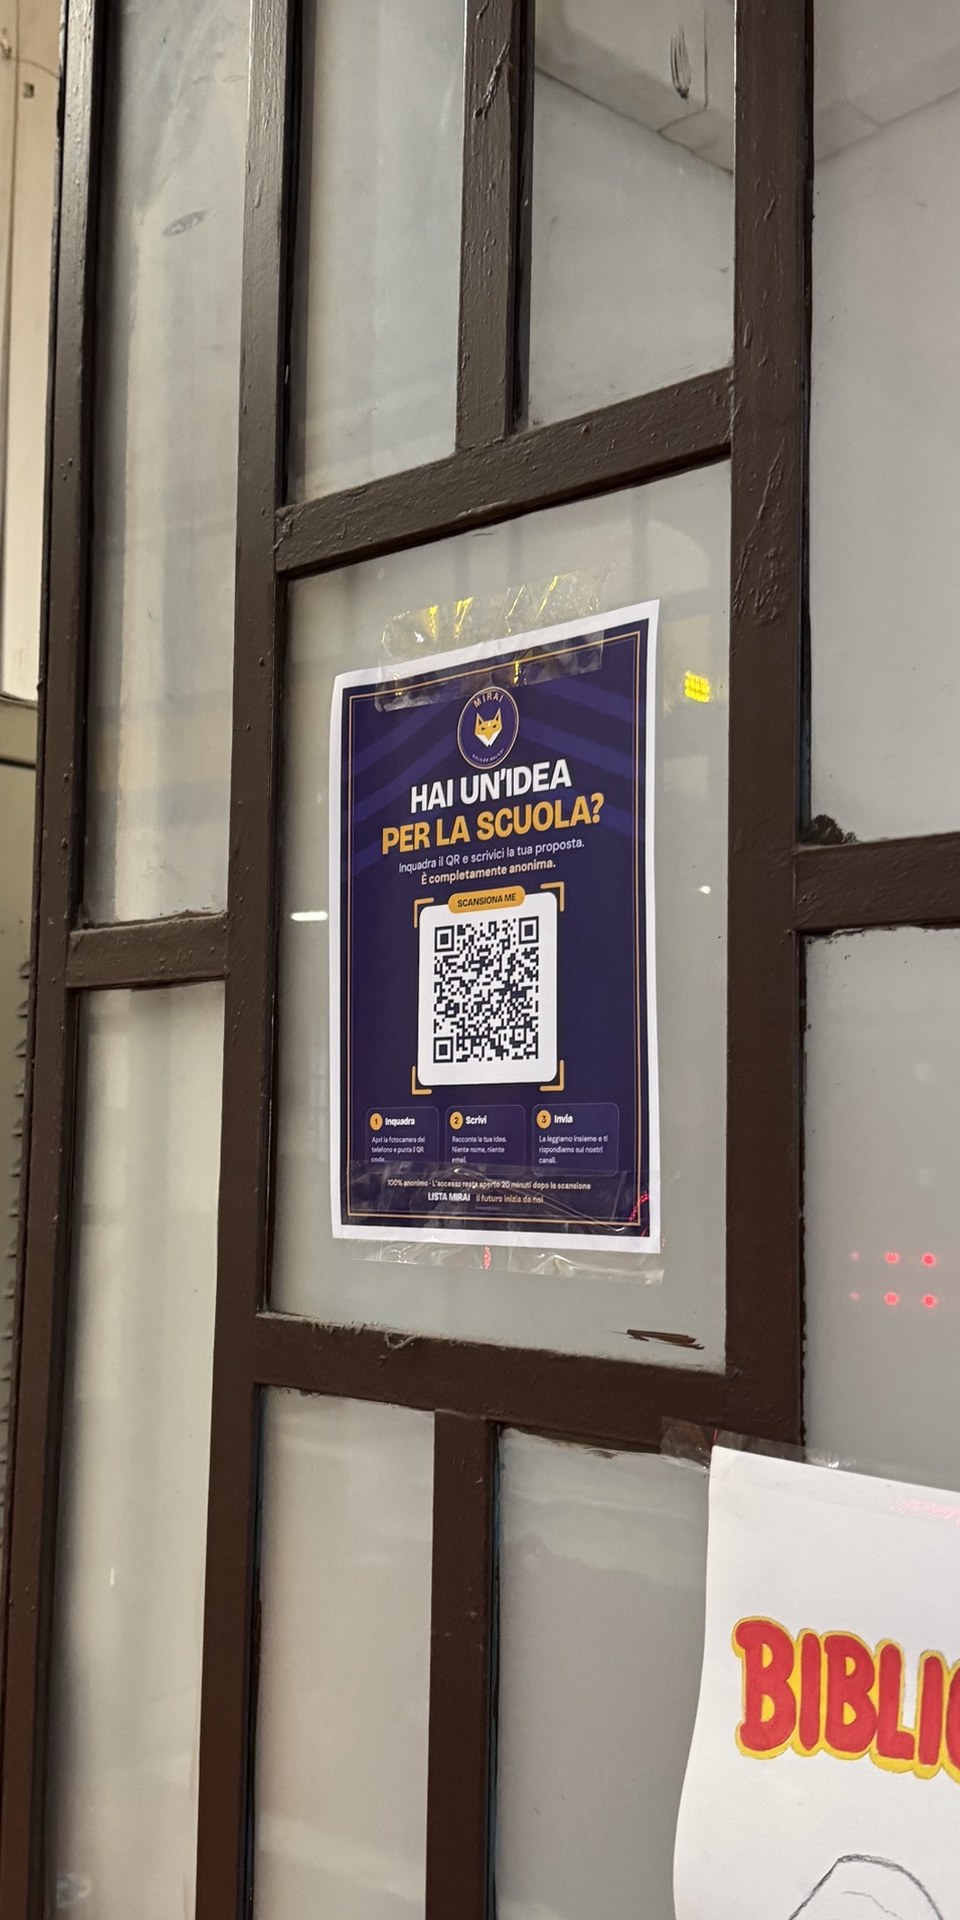 MIRAI
HAI UN'IDEA
PER LA SCUOLA?
Inquadra il QR e scrivici la tua proposta.
È completamente anonima.
SCANSIONA ME
1 Inquadra
Apri la fotocamera del
telefono e punta il QR
code.
2 Scrivi
Racconta la tua idea.
Niente nome, niente
email.
3 Invia
La leggiamo insieme e ti
rispondiamo sui nostri
canali.
100% anonimo · L'accesso resta aperto 20 minuti dopo la scansione
LISTA MIRAI il futuro inizia da noi
BIBLIO